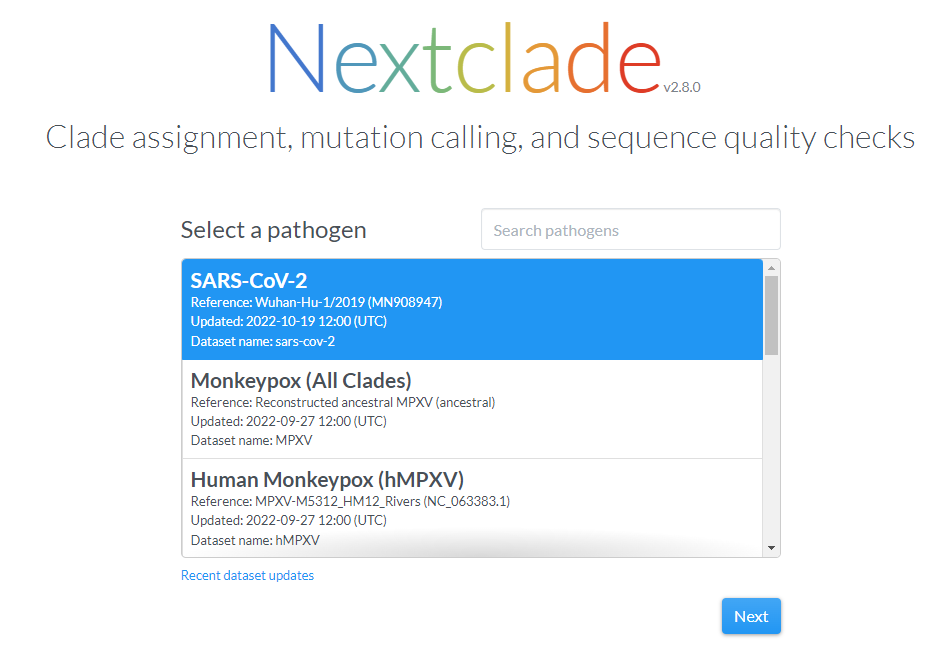 Nextclade v2.8.0
Clade assignment, mutation calling, and sequence quality checks
Select a pathogen
Search pathogens
SARS-CoV-2
Reference: Wuhan-Hu-1/2019 (MN908947)
Updated: 2022-10-19 12:00 (UTC)
Dataset name: sars-cov-2
Monkeypox (All Clades)
Reference: Reconstructed ancestral MPXV (ancestral)
Updated: 2022-09-27 12:00 (UTC)
Dataset name: MPXV
Human Monkeypox (hMPXV)
Reference: MPXV-M5312_HM12_Rivers (NC_063383.1)
Updated: 2022-09-27 12:00 (UTC)
Dataset name: hMPXV
Recent dataset updates
Next